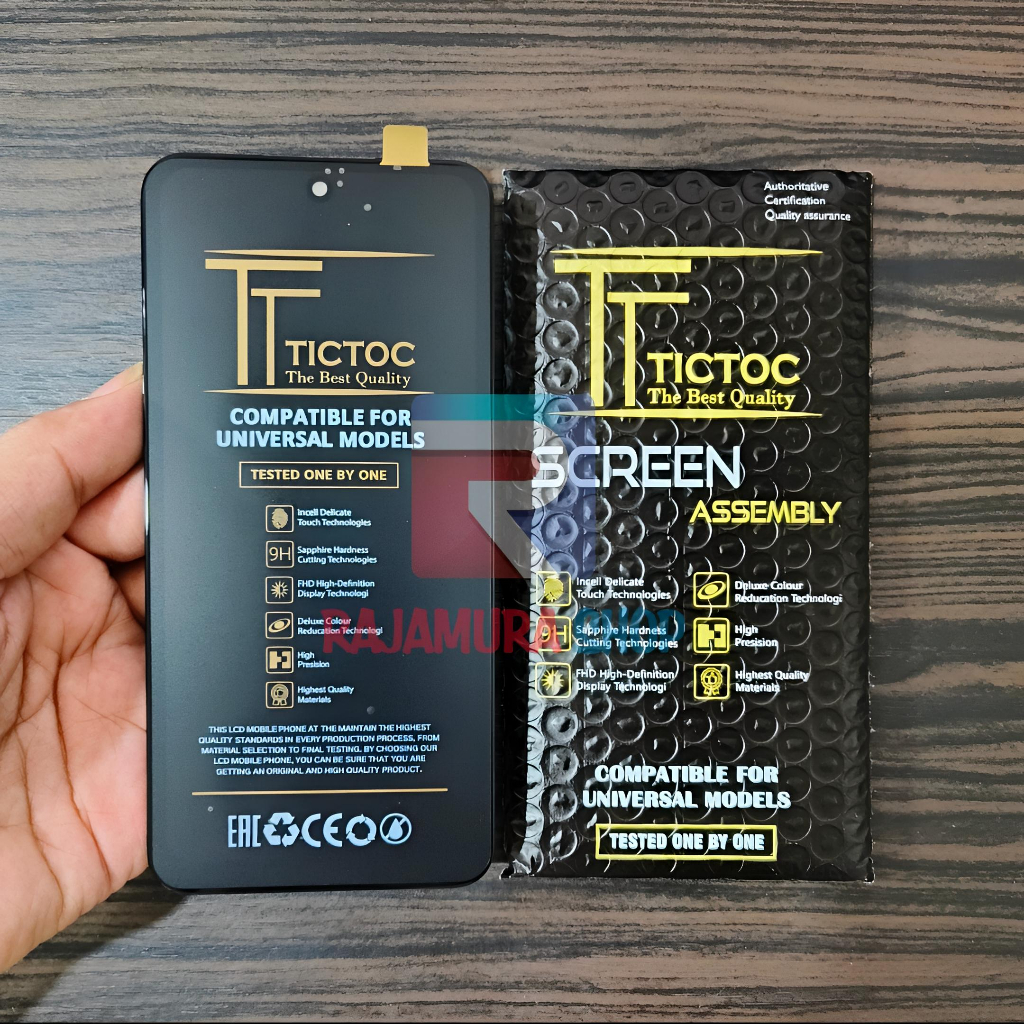 TT
TICTOC
The Best Quality
COMPATIBLE FOR
UNIVERSAL MODELS
TESTED ONE BY ONE
Incell Delicate
Touch Technologies
9H
Sapphire Hardness
Cutting Technologies
FHD High-Definition
Display Technologi
Deluxe Colour
Reducation Technologi
High
Presision
Highest Quality
Materials
THIS LCD MOBILE PHONE AT THE MAINTAIN THE HIGHEST
QUALITY STANDARDS IN EVERY PRODUCTION PROCESS, FROM
MATERIAL SELECTION TO FINAL TESTING. BY CHOOSING OUR
LCD MOBILE PHONE, YOU CAN BE SURE THAT YOU ARE
GETTING AN ORIGINAL AND HIGH QUALITY PRODUCT.
EAC CE
Authoritative
Certification
Quality assurance
TT
TICTOC
The Best Quality
SCREEN
ASSEMBLY
Incell Delicate
Touch Technologies
9H
Sapphire Hardness
Cutting Technologies
FHD High-Definition
Display Technologi
Deluxe Colour
Reducation Technologi
High
Presision
Highest Quality
Materials
COMPATIBLE FOR
UNIVERSAL MODELS
TESTED ONE BY ONE
RAJAMURA SHOP